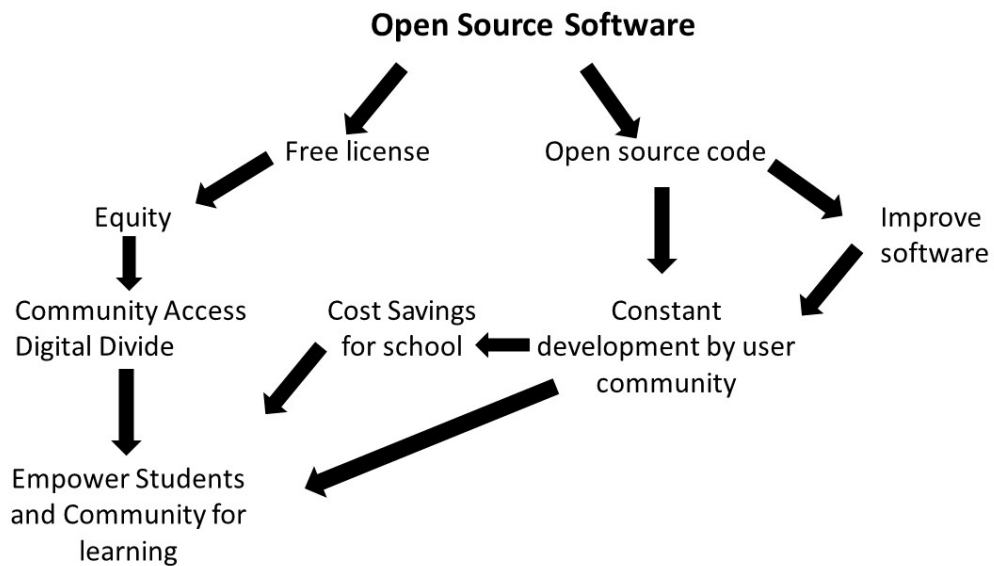 Open Source Software
Free license
Open source code
Equity
Improve
software
Community Access
Digital Divide
Cost Savings
for school
Constant
development by user
community
Empower Students
and Community for
learning